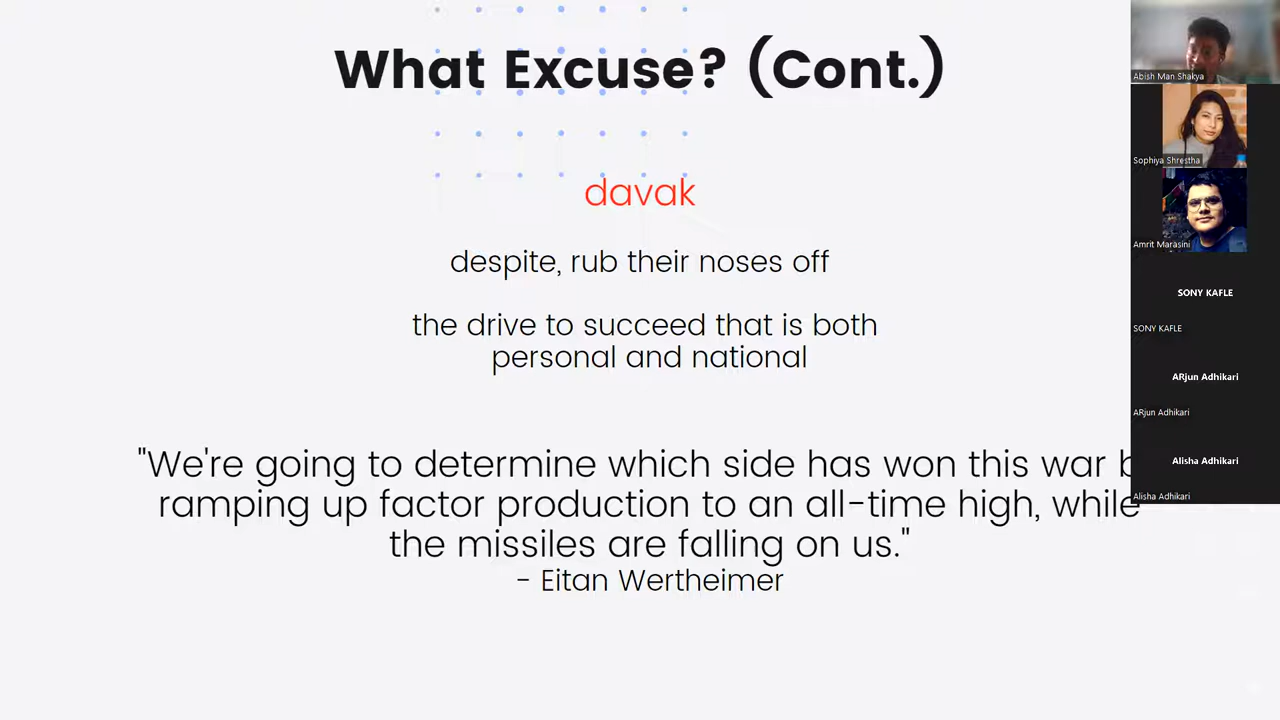 What Excuse? (Cont.)
davak
despite, rub their noses off
the drive to succeed that is both
personal and national
"We're going to determine which side has won this war
ramping up factor production to an all-time high, while
the missiles are falling on us."
- Eitan Wertheimer
Abish Man Shakya
Sophiya Shrestha
Amrit Marasini
SONY KAFLE
SONY KAFLE
ARjun Adhikari
ARjun Adhikari
Alisha Adhikari
Alisha Adhikari